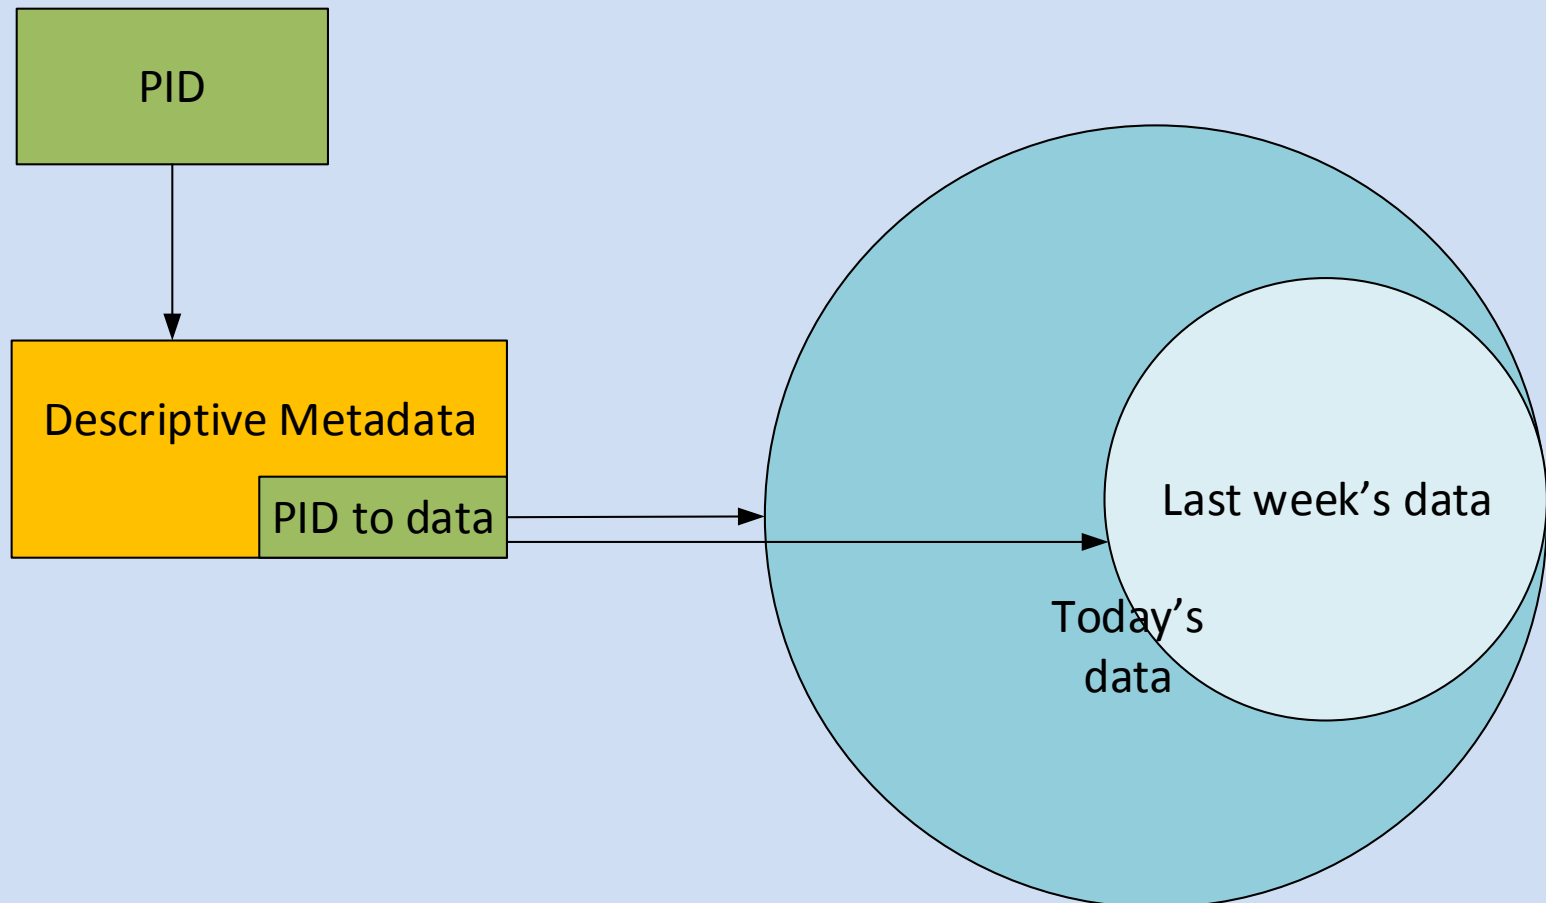 PID
Descriptive Metadata
PID to data
Last week’s data
Today’s
data